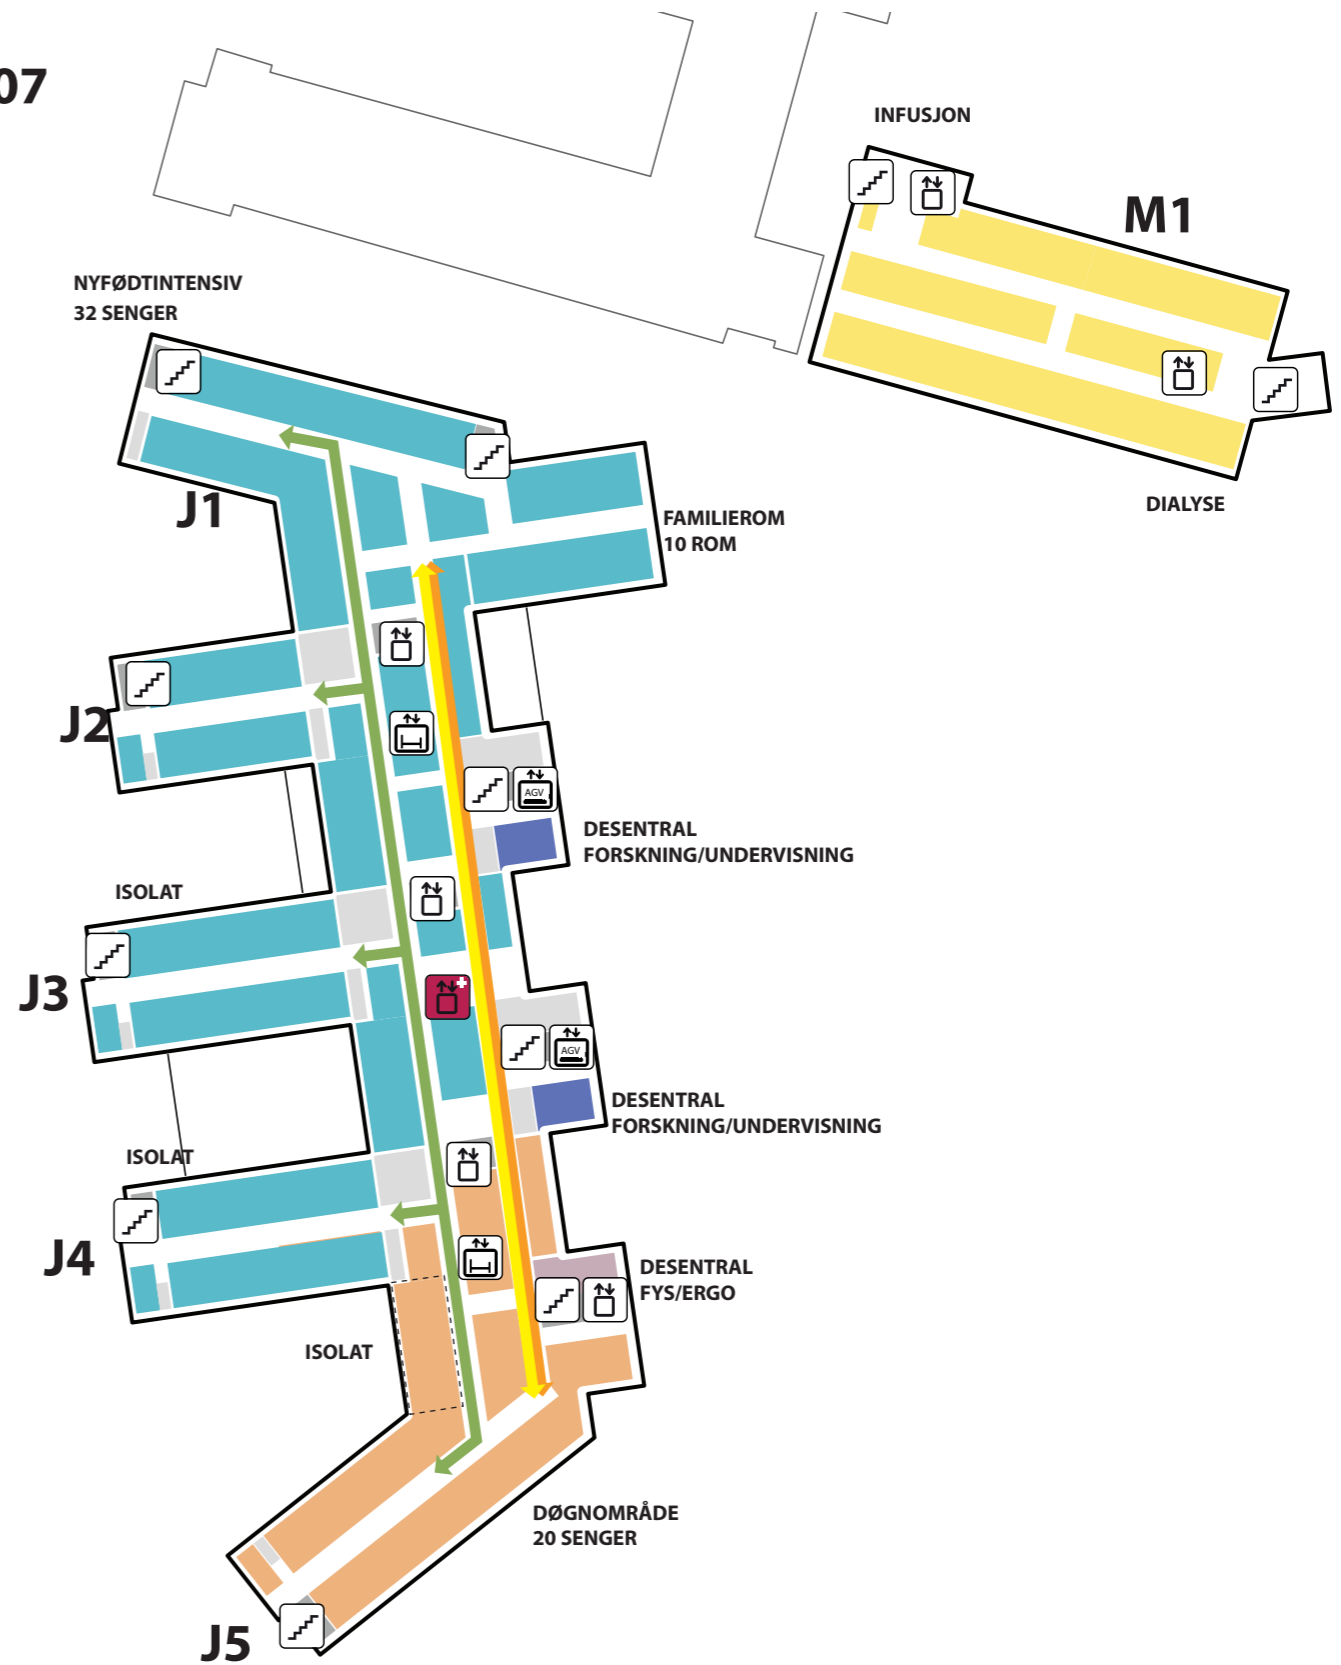 07
INFUSJON
M1
NYFØDTINTENSIV
32 SENGER
J1
FAMILIEROM
10 ROM
DIALYSE
J2
AGV
DESENTRAL
FORSKNING/UNDERVISNING
ISOLAT
J3
AGV
DESENTRAL
FORSKNING/UNDERVISNING
ISOLAT
J4
DESENTRAL
FYS/ERGO
ISOLAT
DØGNOMRÅDE
20 SENGER
J5